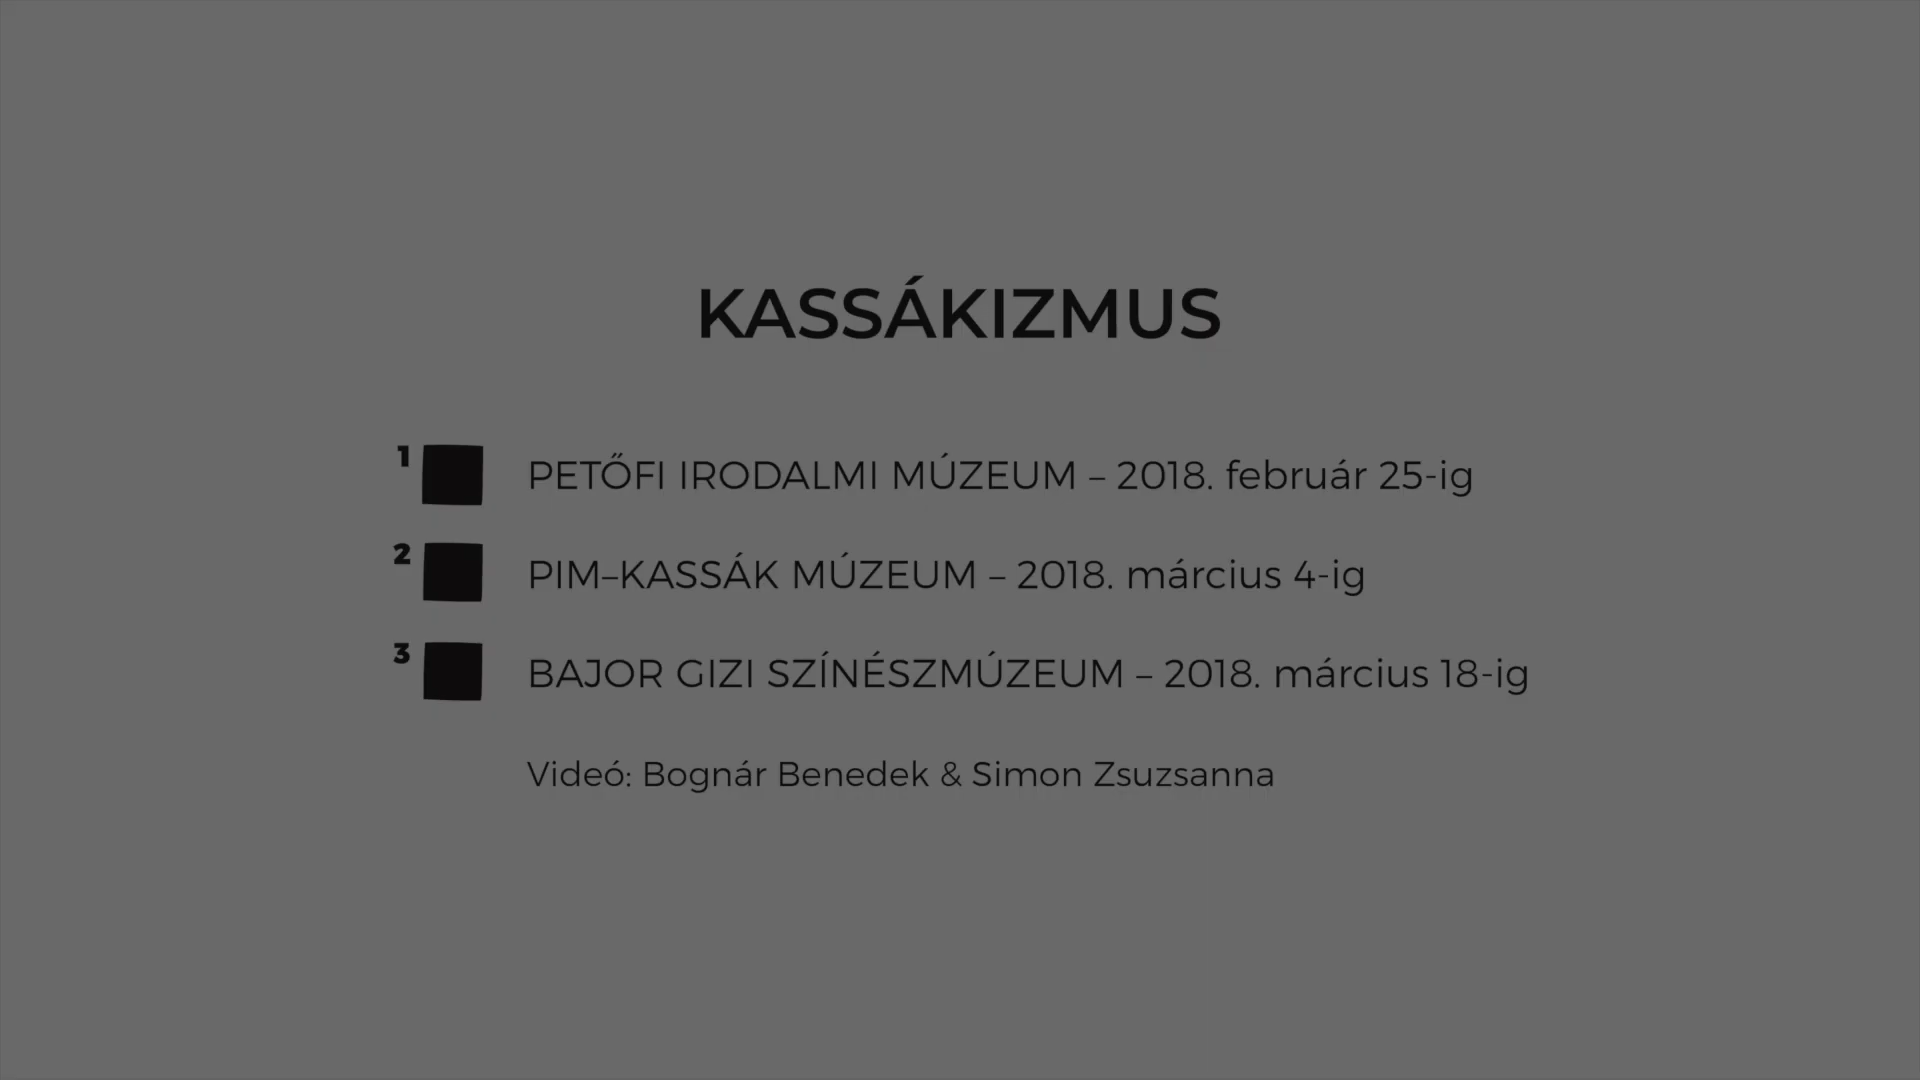 KASSÁKIZMUS
1 PETŐFI IRODALMI MÚZEUM – 2018. február 25-ig
2 PIM–KASSÁK MÚZEUM – 2018. március 4-ig
3 BAJOR GIZI SZÍNÉSZMÚZEUM – 2018. március 18-ig
Videó: Bognár Benedek & Simon Zsuzsanna